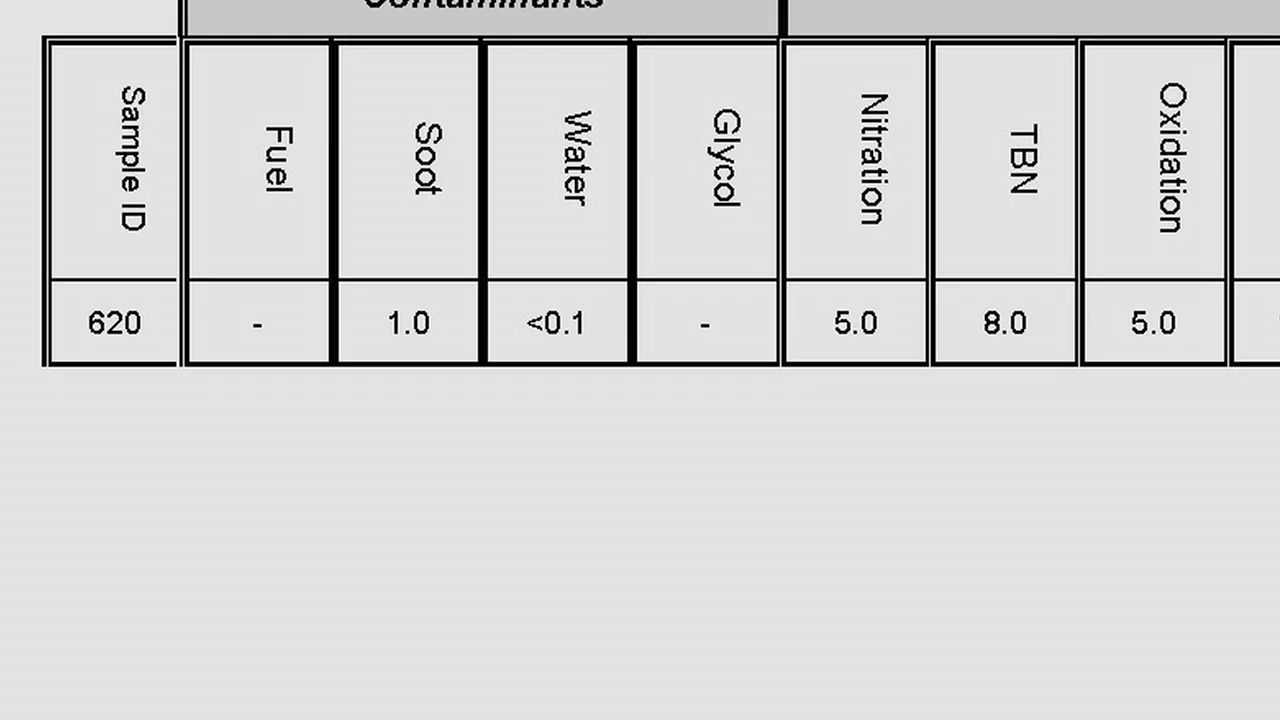 Contaminants
Sample ID Fuel Soot Water Glycol Nitration TBN Oxidation
620 - 1.0 <0.1 - 5.0 8.0 5.0